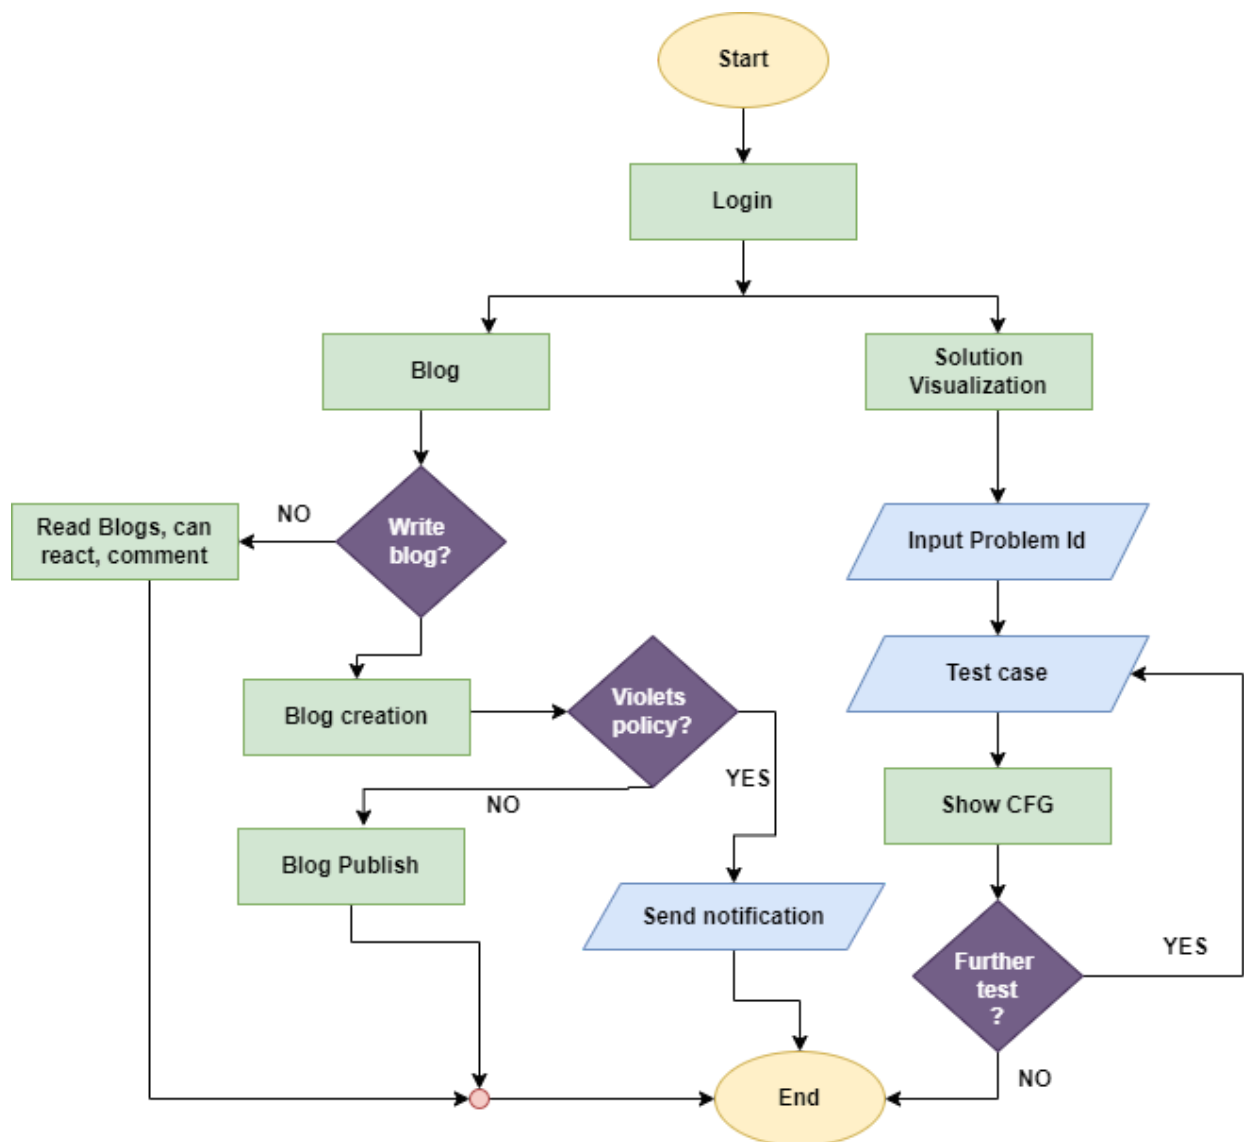 Start
Login
Blog
Solution
Visualization
Write
blog?
NO
Read Blogs, can
react, comment
Input Problem Id
Blog creation
Violets
policy?
Test case
YES
NO
Show CFG
Blog Publish
Send notification
Further
test
?
YES
NO
End